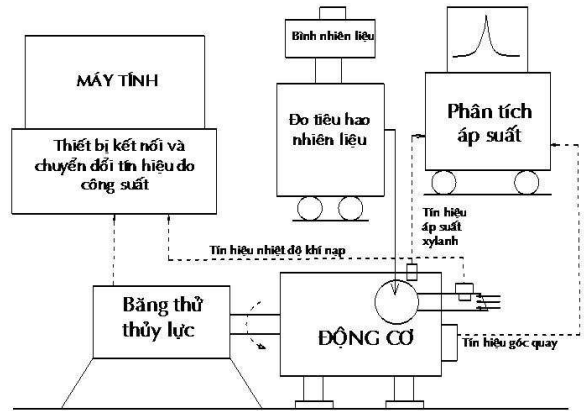 Bình nhiên liệu
MÁY TÍNH
Thiết bị kết nối và
chuyển đổi tín hiệu đo
công suất
Đo tiêu hao
nhiên liệu
Phân tích
áp suất
Tín hiệu
áp suất
xylanh
Tín hiệu nhiệt độ khí nạp
Băng thử
thủy lực
ĐỘNG CƠ
Tín hiệu góc quay